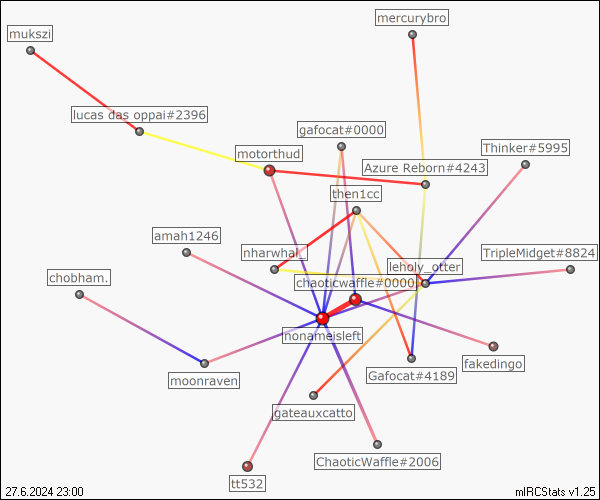 mercurybro
mukszi
lucas das oppai#2396
gafocat#0000
Thinker#5995
motorthud
Azure Reborn#4243
then1cc
amah1246
nharwhal_
TripleMidget#8824
leholy_otter
chobham.
chaoticwaffle#0000
nonameisleft
fakedingo
moonraven
Gafocat#4189
gateauxcatto
ChaoticWaffle#2006
tt532
27.6.2024 23:00
mIRCStats v1.25